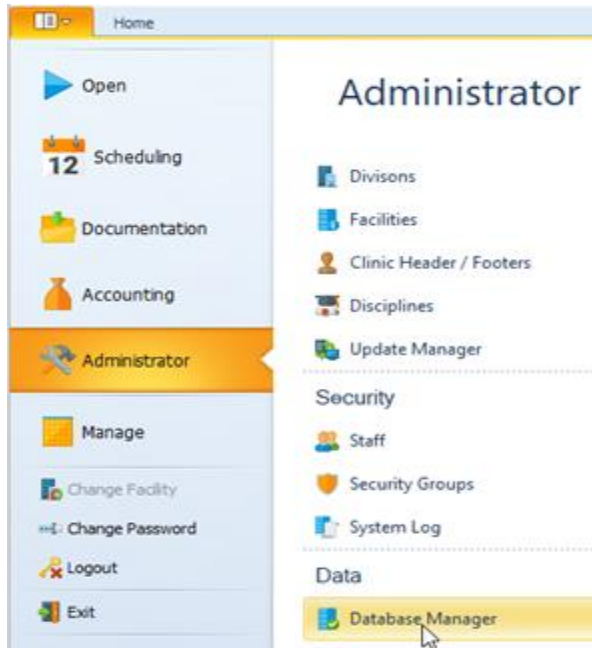 Home
Open
12
Scheduling
Documentation
Accounting
Administrator
Manage
Change Facility
Change Password
Logout
Exit
Administrator
Divisons
Facilities
Clinic Header / Footers
Disciplines
Update Manager
Security
Staff
Security Groups
System Log
Data
Database Manager